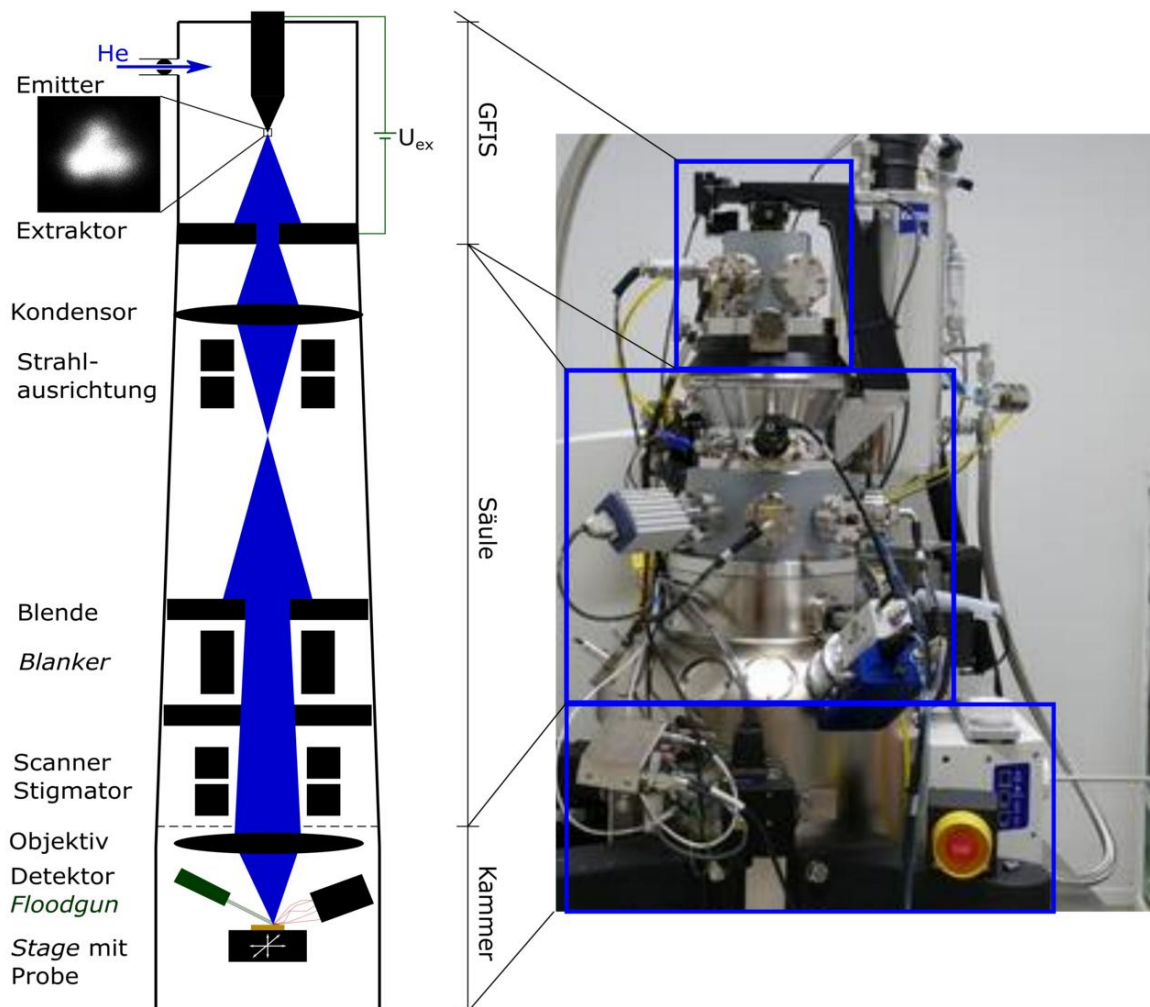 He
Emitter
U_ex
GFIS
Extraktor
Kondensor
Strahl-
ausrichtung
Säule
Blende
Blanker
Scanner
Stigmator
Objektiv
Detektor
Floodgun
Kammer
Stage mit
Probe